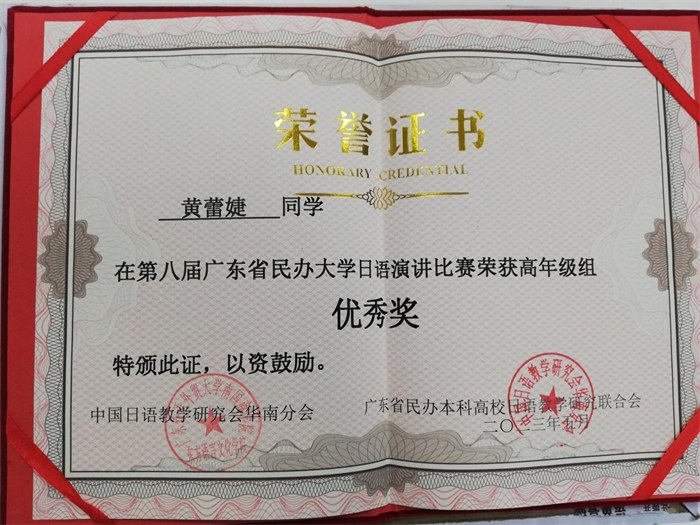 荣誉证书
HONORARY CREDENTIAL
黄蕾婕 同学
在第八届广东省民办大学日语演讲比赛荣获高年级组
优秀奖
特颁此证，以资鼓励。
中国日语教学研究会华南分会
广东省民办本科高校日语教学研究联合会
二〇二三年五月